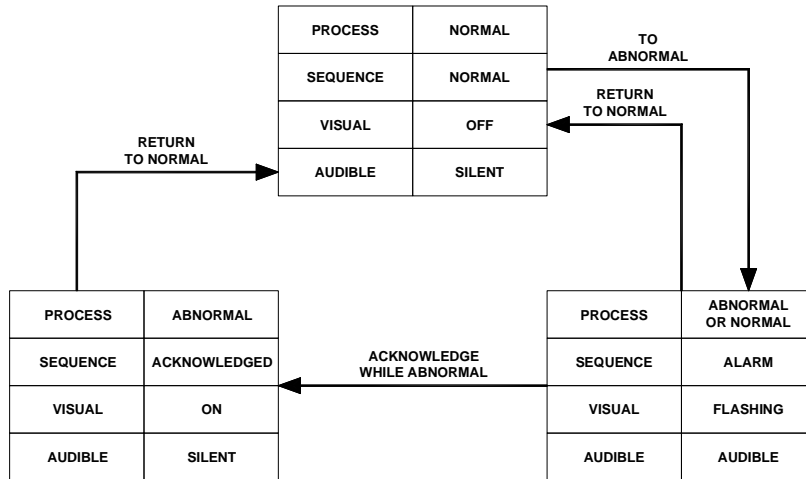 PROCESS NORMAL
TO
ABNORMAL
SEQUENCE NORMAL
RETURN
TO NORMAL
VISUAL OFF
RETURN
TO NORMAL
AUDIBLE SILENT
PROCESS ABNORMAL
SEQUENCE ACKNOWLEDGED
VISUAL ON
AUDIBLE SILENT
ACKNOWLEDGE
WHILE ABNORMAL
PROCESS ABNORMAL
OR NORMAL
SEQUENCE ALARM
VISUAL FLASHING
AUDIBLE AUDIBLE